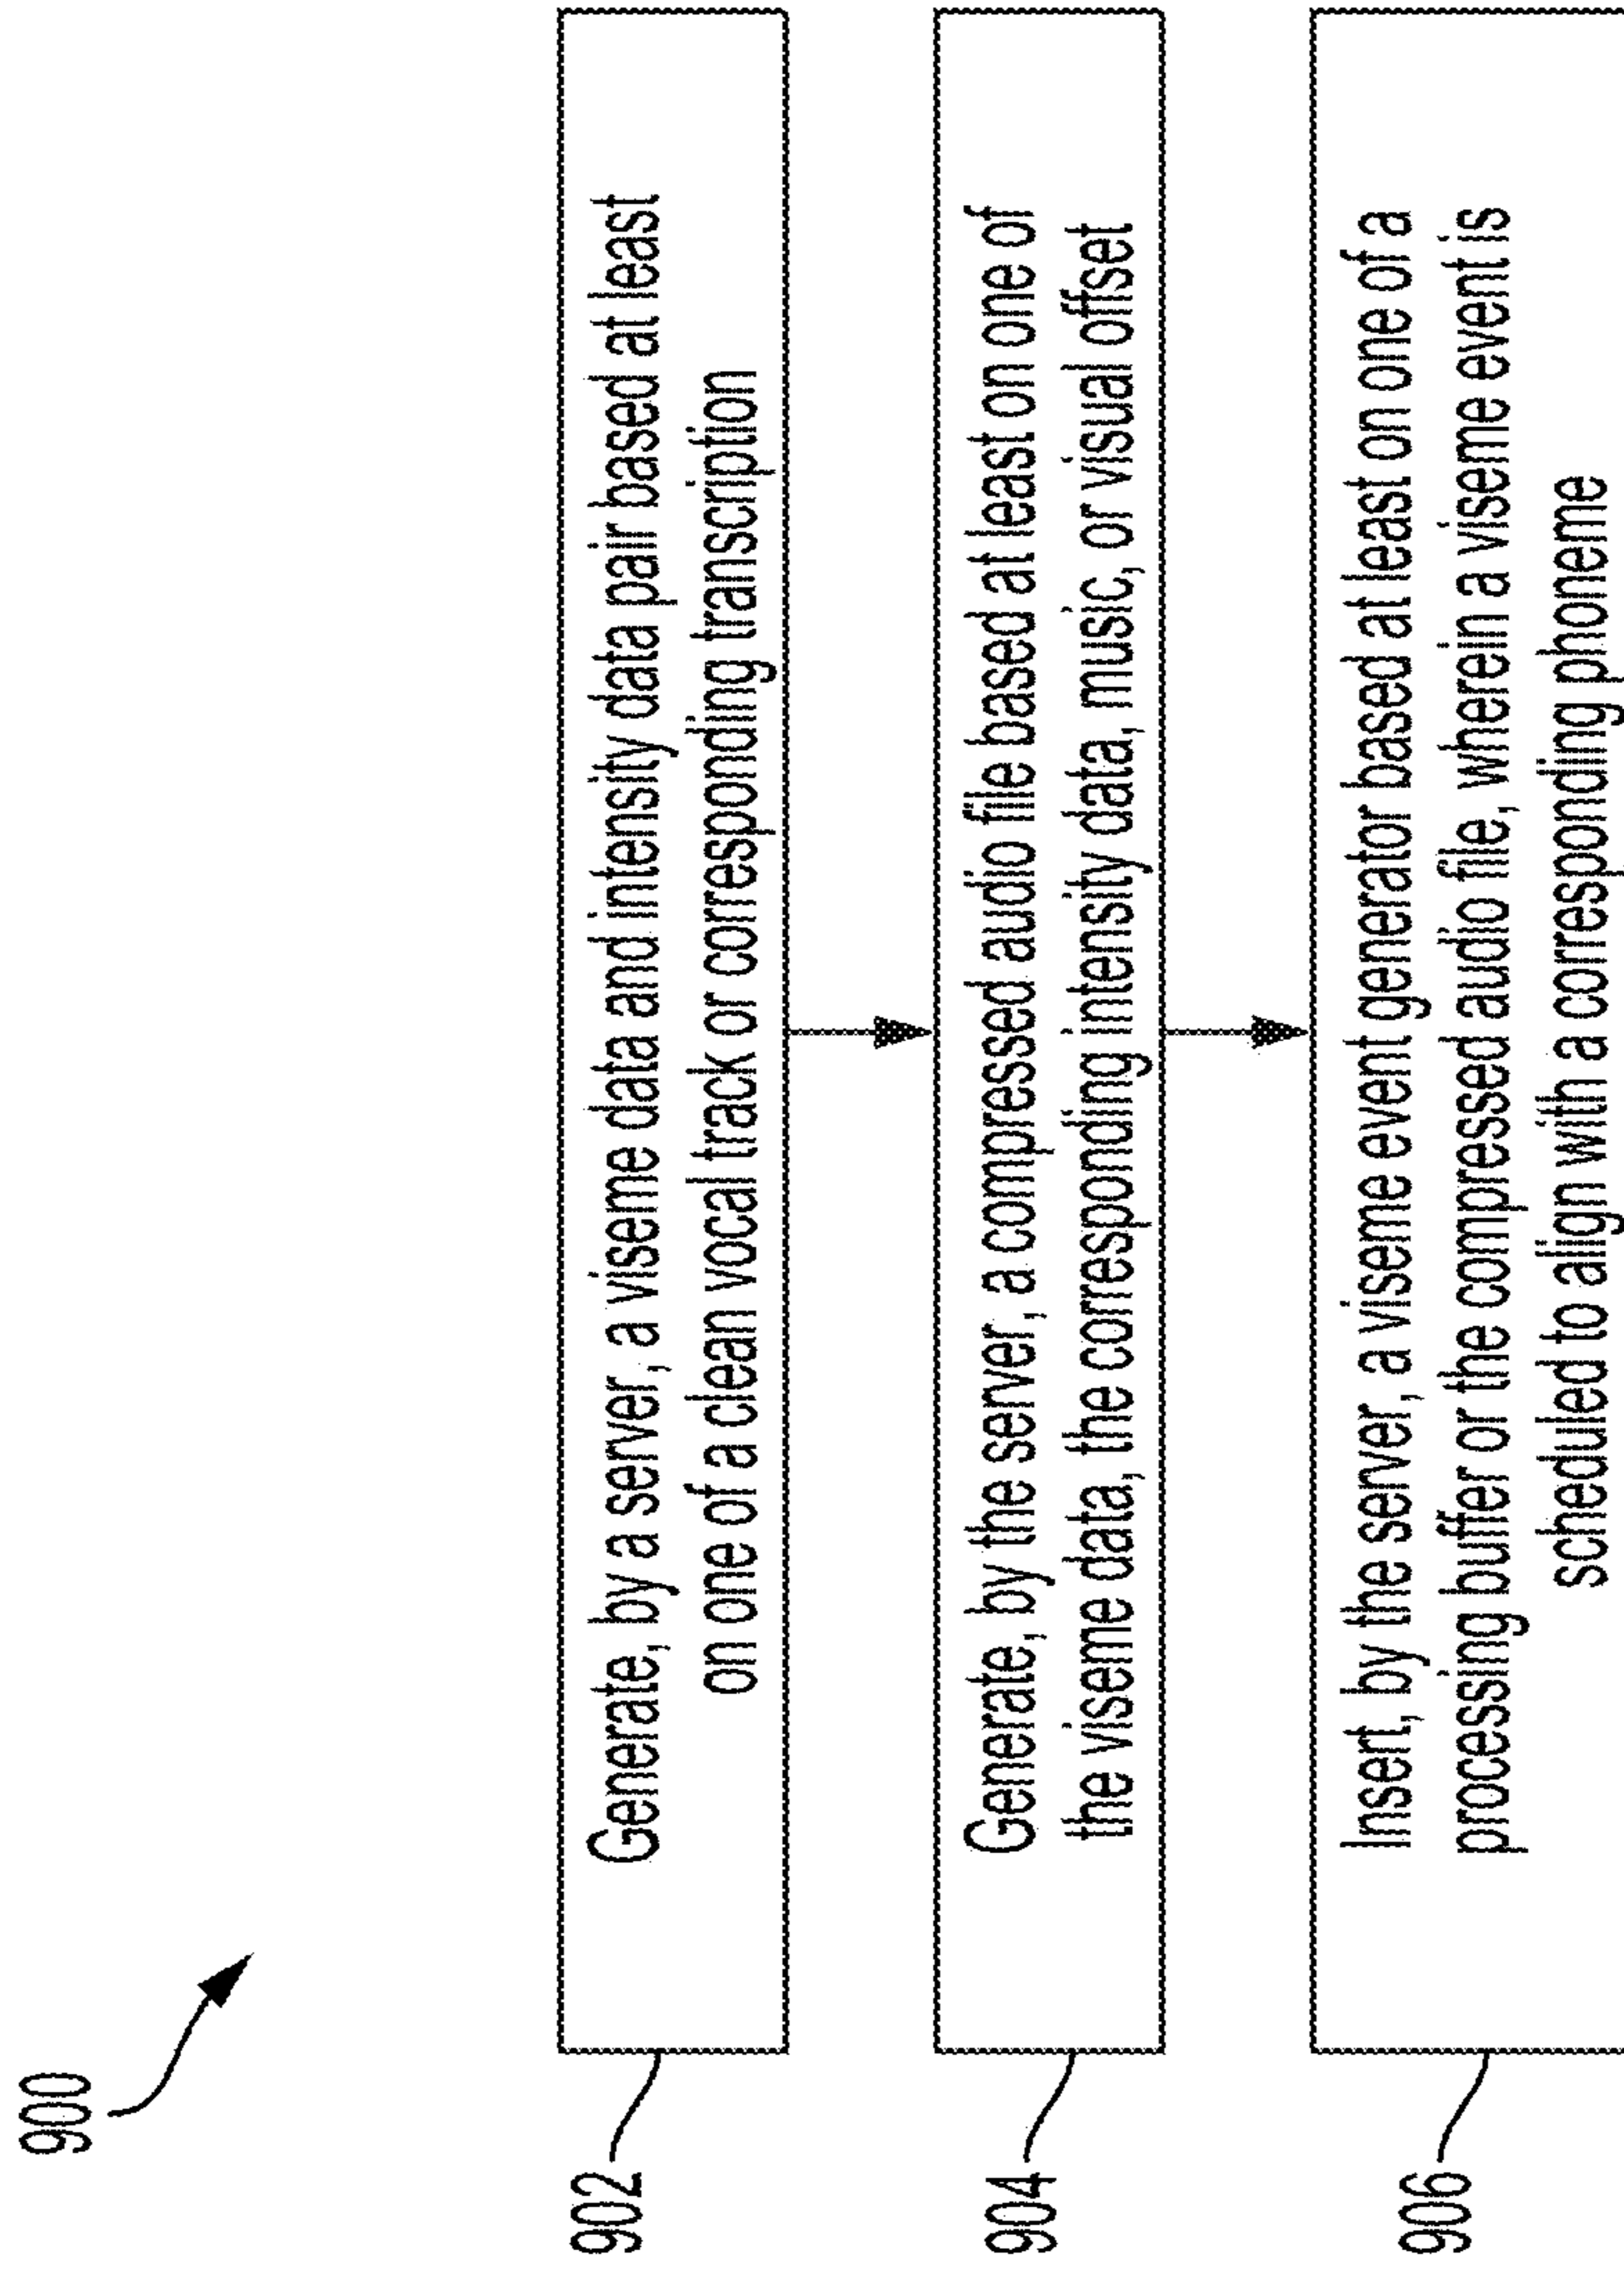 900
902
Generate, by a server, a viseme data and intensity data pair based at least
on one of a clean vocal track or corresponding transcription
904
Generate, by the server, a compressed audio file based at least on one of
the viseme data, the corresponding intensity data, music, or visual offset
906
Insert, by the server, a viseme event generator based at least on one of a
processing buffer or the compressed audio file, wherein a viseme event is
scheduled to align with a corresponding phoneme